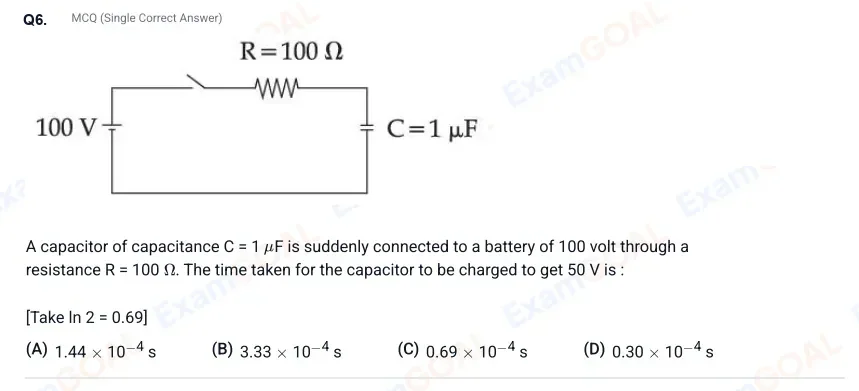 Q6. MCQ (Single Correct Answer)
R=100 Ω
100 V
C=1 μF
A capacitor of capacitance C = 1 μF is suddenly connected to a battery of 100 volt through a
resistance R = 100 Ω. The time taken for the capacitor to be charged to get 50 V is :
[Take ln 2 = 0.69]
(A) 1.44 × 10⁻⁴ s (B) 3.33 × 10⁻⁴ s (C) 0.69 × 10⁻⁴ s (D) 0.30 × 10⁻⁴ s
ExamGOAL